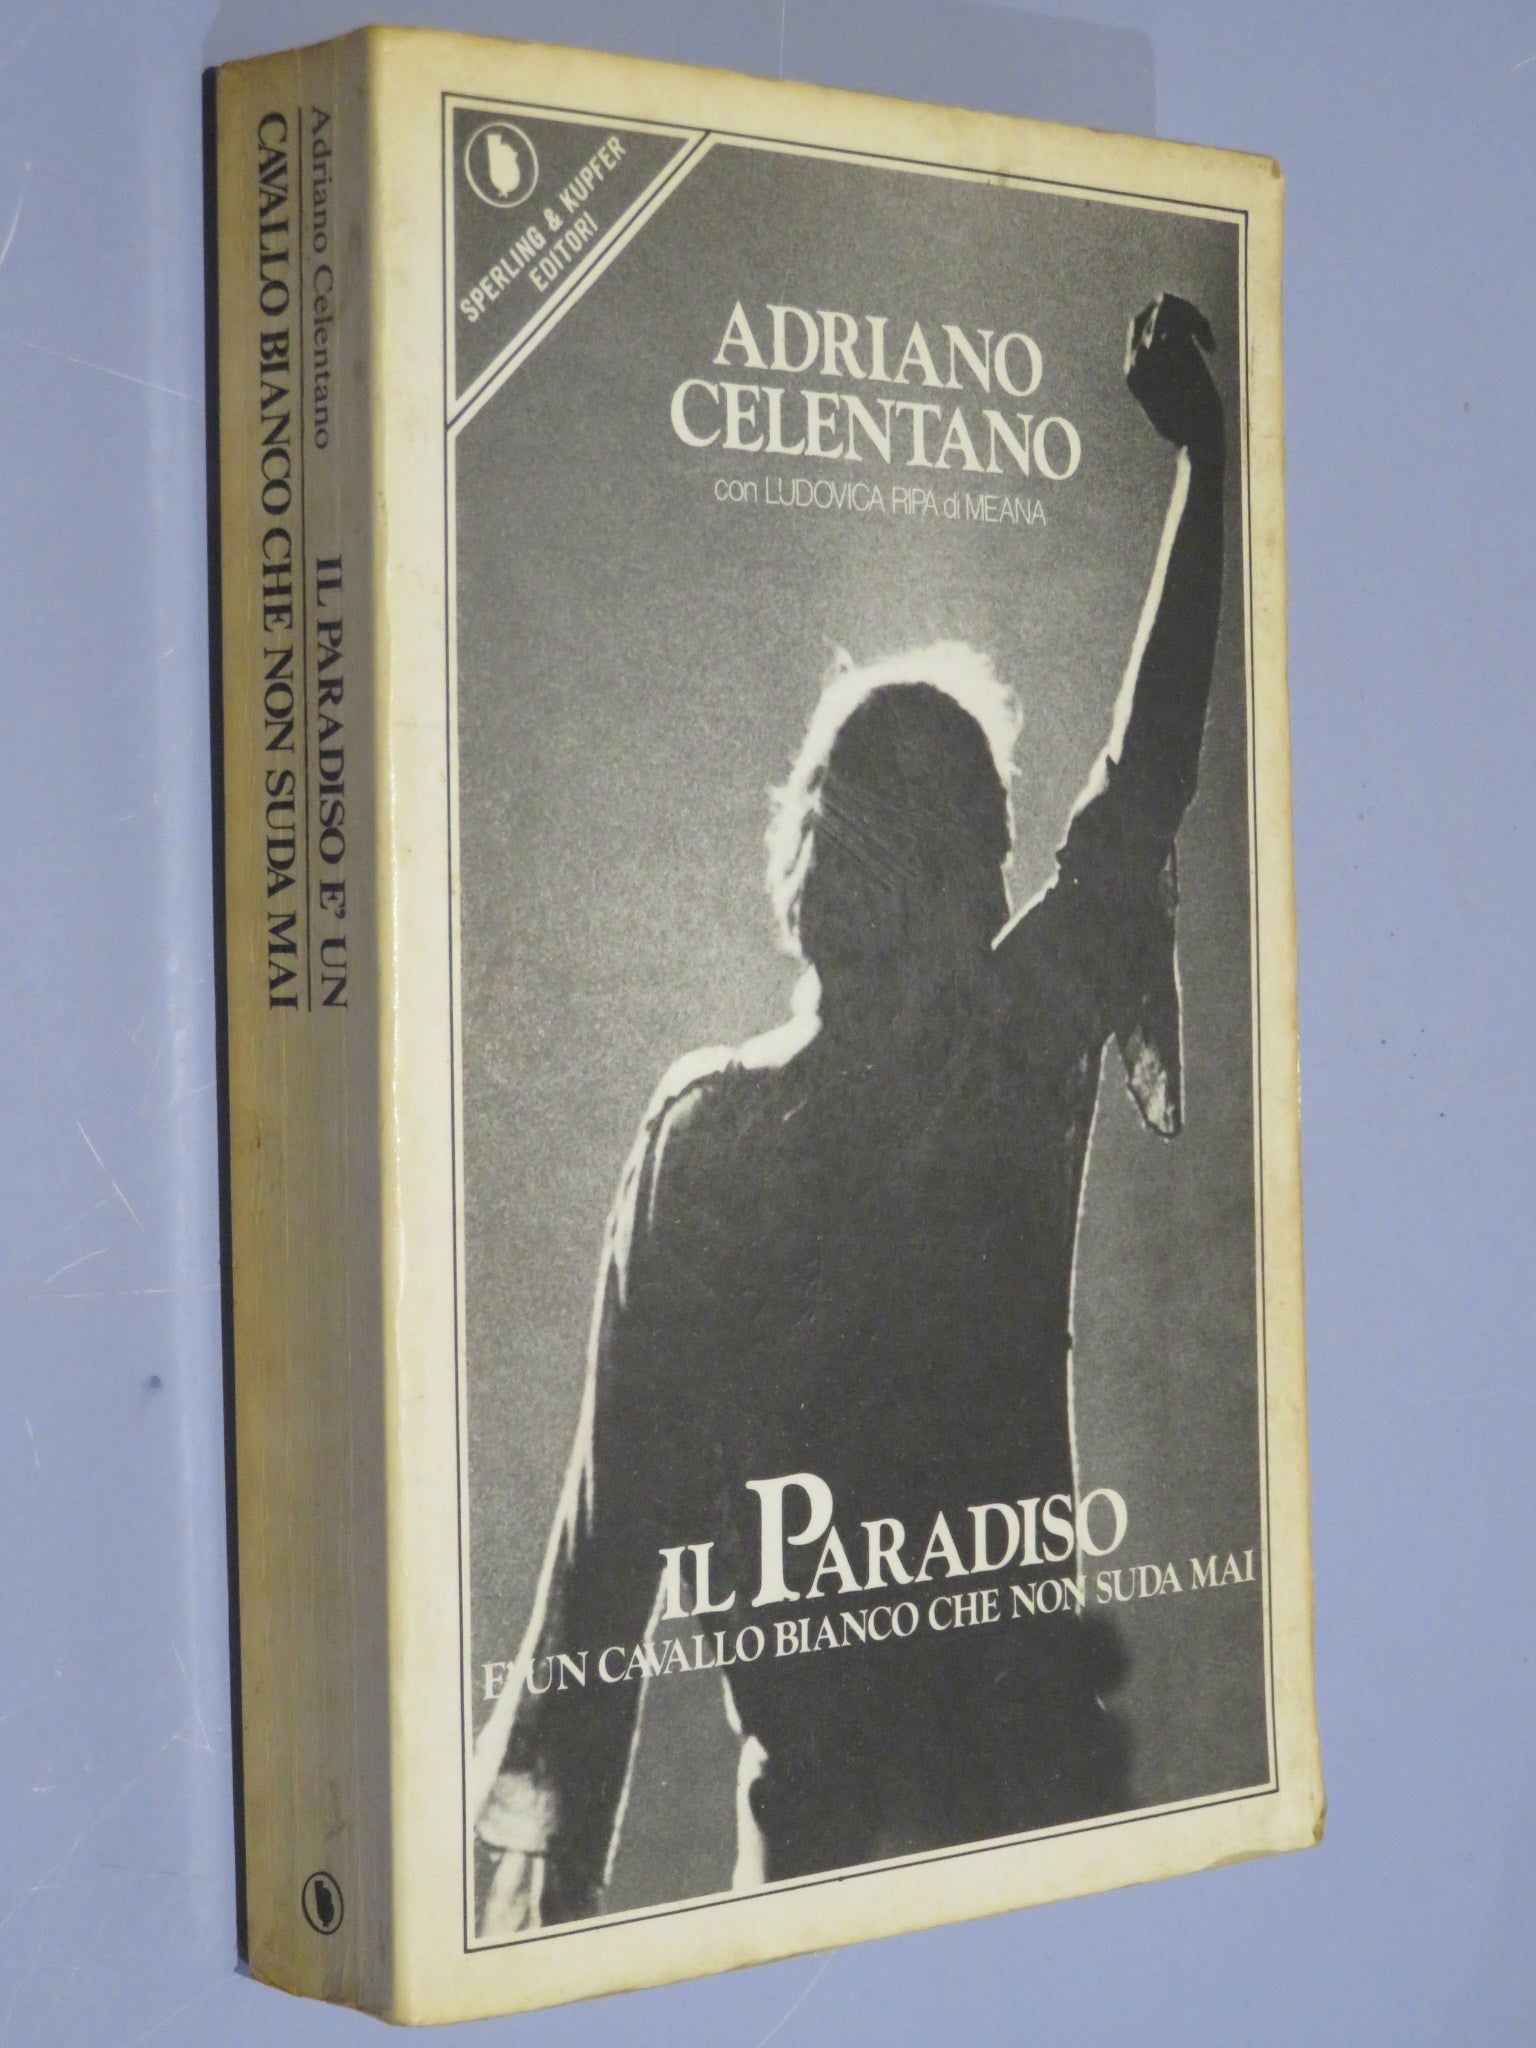 Adriano Celentano
IL PARADISO E' UN
CAVALLO BIANCO CHE NON SUDA MAI
SPERLING & KUPFER
EDITORI
ADRIANO
CELENTANO
con LUDOVICA RIPA di MEANA
IL PARADISO
E' UN CAVALLO BIANCO CHE NON SUDA MAI